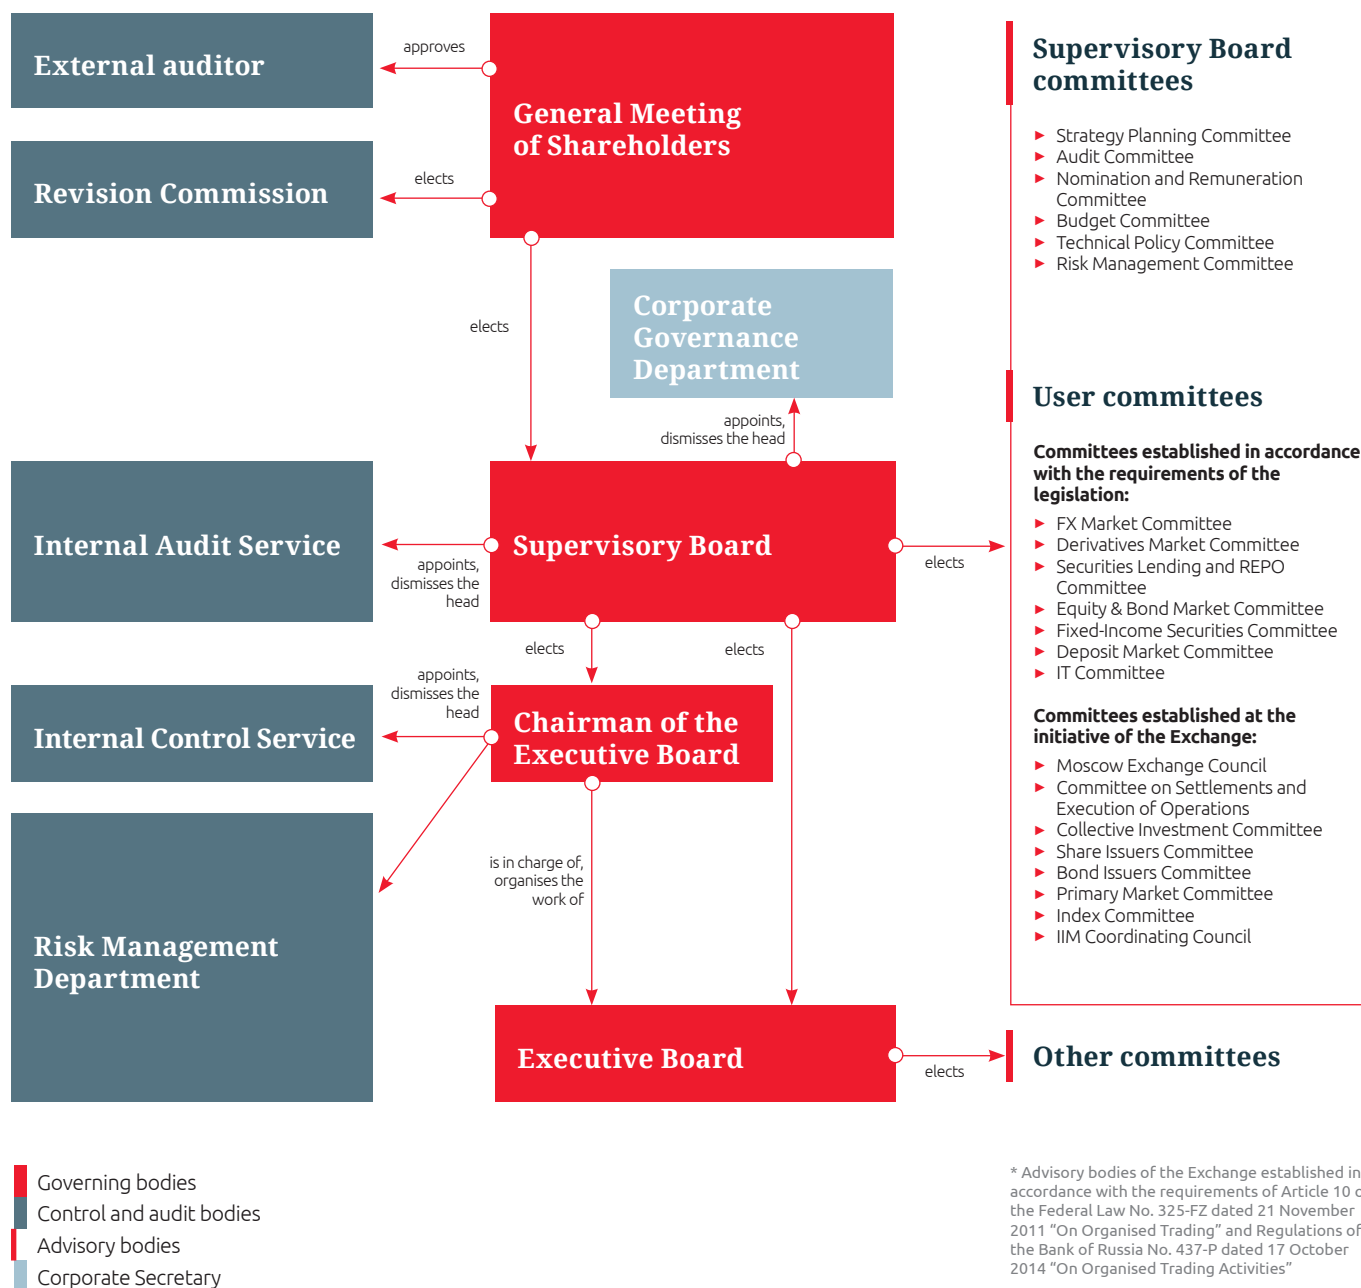 External auditor
approves
General Meeting
of Shareholders
Revision Commission
elects
elects
Corporate
Governance
Department
appoints,
dismisses the head
Internal Audit Service
appoints,
dismisses the
head
Supervisory Board
elects
elects
elects
appoints,
dismisses the
head
Internal Control Service
Chairman of the
Executive Board
is in charge of,
organises the
work of
Risk Management
Department
Executive Board
elects
Supervisory Board
committees
► Strategy Planning Committee
► Audit Committee
► Nomination and Remuneration
Committee
► Budget Committee
► Technical Policy Committee
► Risk Management Committee
User committees
Committees established in accordance
with the requirements of the
legislation:
► FX Market Committee
► Derivatives Market Committee
► Securities Lending and REPO
Committee
► Equity & Bond Market Committee
► Fixed-Income Securities Committee
► Deposit Market Committee
► IT Committee
Committees established at the
initiative of the Exchange:
► Moscow Exchange Council
► Committee on Settlements and
Execution of Operations
► Collective Investment Committee
► Share Issuers Committee
► Bond Issuers Committee
► Primary Market Committee
► Index Committee
► IIM Coordinating Council
Other committees
Governing bodies
Control and audit bodies
Advisory bodies
Corporate Secretary
* Advisory bodies of the Exchange established in
accordance with the requirements of Article 10
the Federal Law No. 325-FZ dated 21 November
2011 "On Organised Trading" and Regulations of
the Bank of Russia No. 437-P dated 17 October
2014 "On Organised Trading Activities"